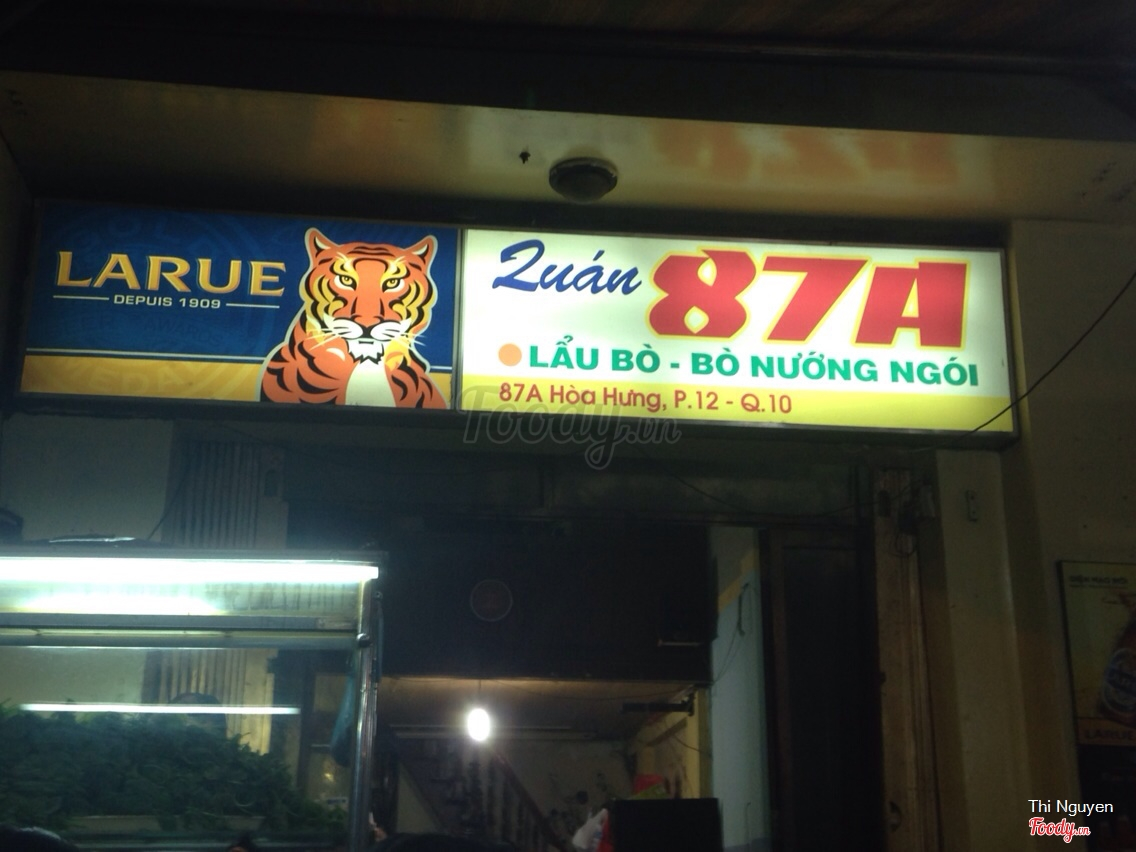 LARUE
DEPUIS 1909
Quán 87A
LẨU BÒ - BÒ NƯỚNG NGÓI
87A Hòa Hưng, P.12 - Q.10
Foody.vn
LARUE
Thi Nguyen
Foody.vn